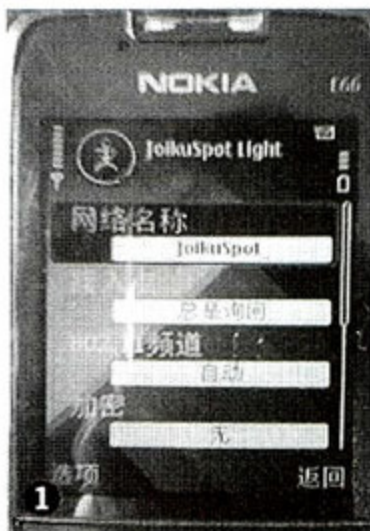 NOKIA
E66
JoikuSpot Light
网络名称
JoikuSpot
总是询问
频道
自动
加密
无
选项
返回
1